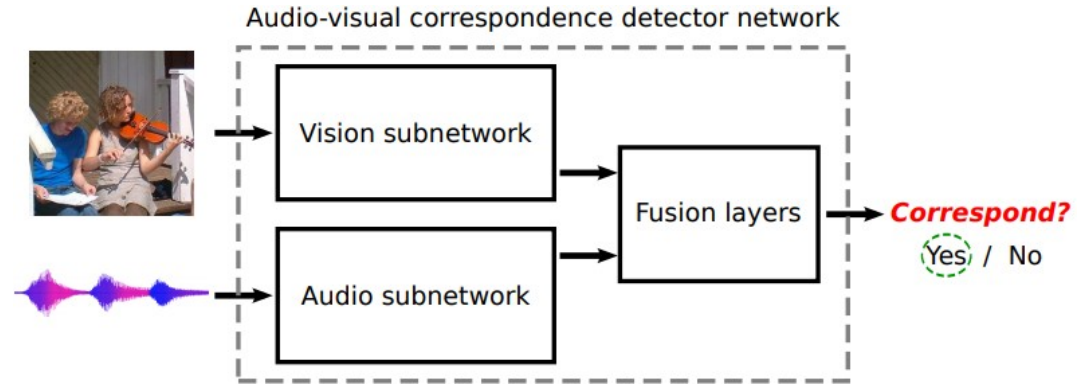 Audio-visual correspondence detector network
Vision subnetwork
Audio subnetwork
Fusion layers
Correspond?
Yes / No